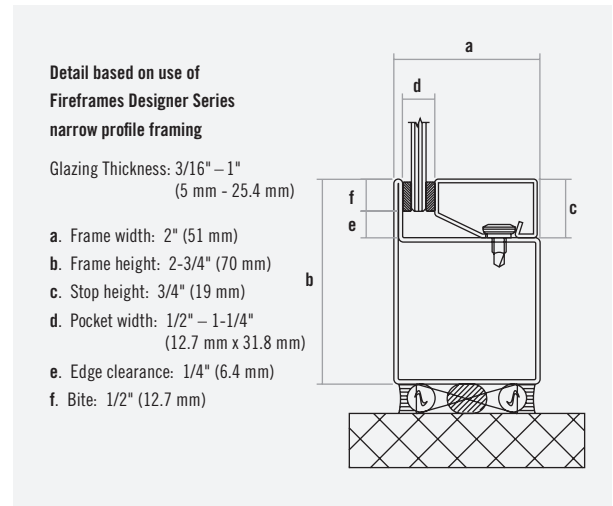 Detail based on use of
Fireframes Designer Series
narrow profile framing
Glazing Thickness: 3/16" – 1"
(5 mm - 25.4 mm)
a. Frame width: 2" (51 mm)
b. Frame height: 2-3/4" (70 mm)
c. Stop height: 3/4" (19 mm)
d. Pocket width: 1/2" – 1-1/4"
(12.7 mm x 31.8 mm)
e. Edge clearance: 1/4" (6.4 mm)
f. Bite: 1/2" (12.7 mm)
a
d
f
e
c
b